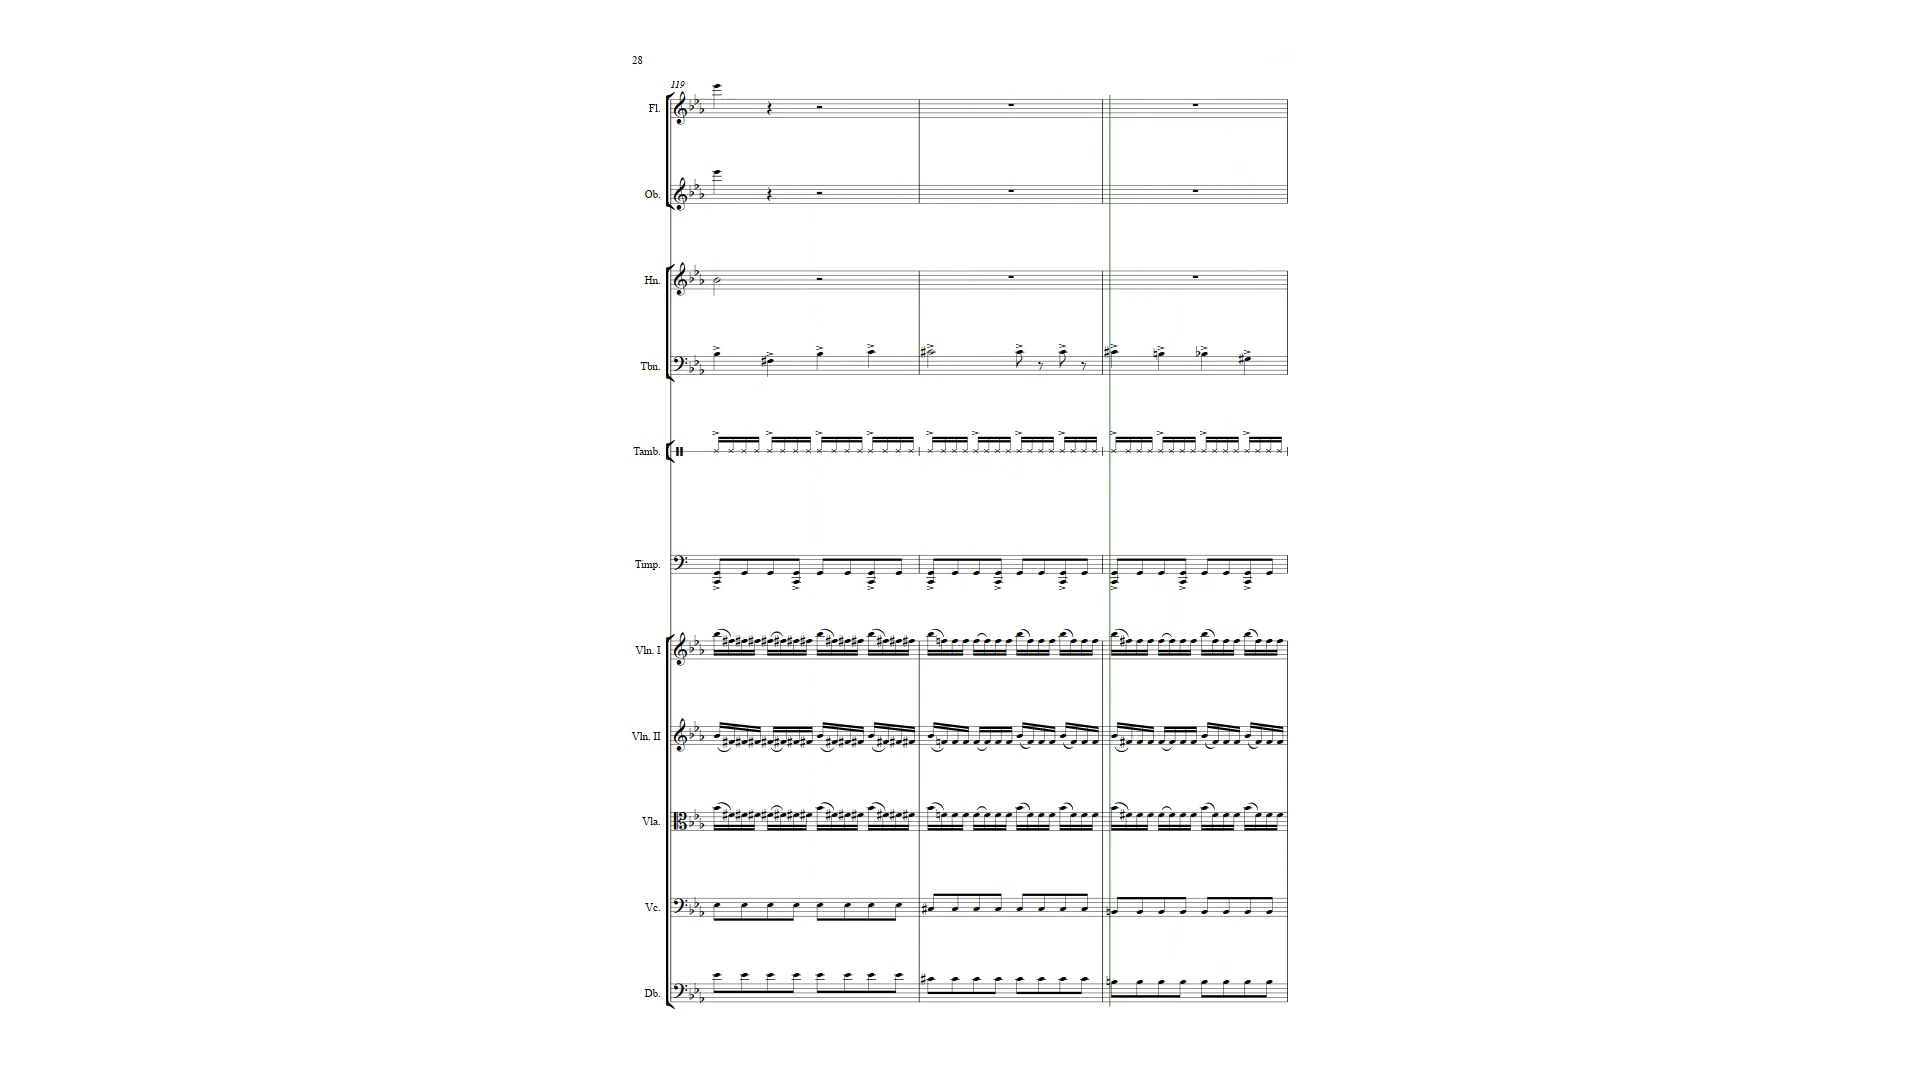 28
119
Fl.
Ob.
Hn.
Tbn.
Tamb.
Timp.
Vln. I
Vln. II
Vla.
Vc.
Db.